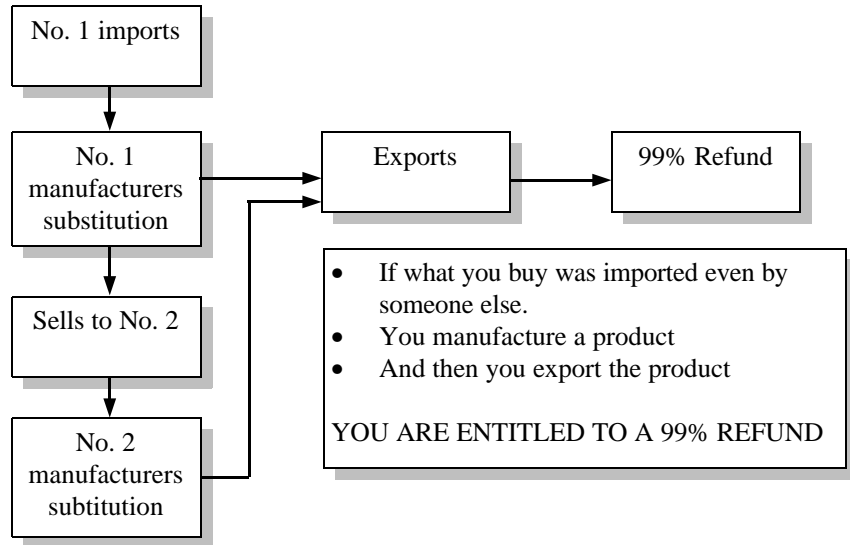 No. 1 imports
No. 1
manufacturers
substitution
Exports
99% Refund
Sells to No. 2
No. 2
manufacturers
subtitution
• If what you buy was imported even by
someone else.
• You manufacture a product
• And then you export the product
YOU ARE ENTITLED TO A 99% REFUND